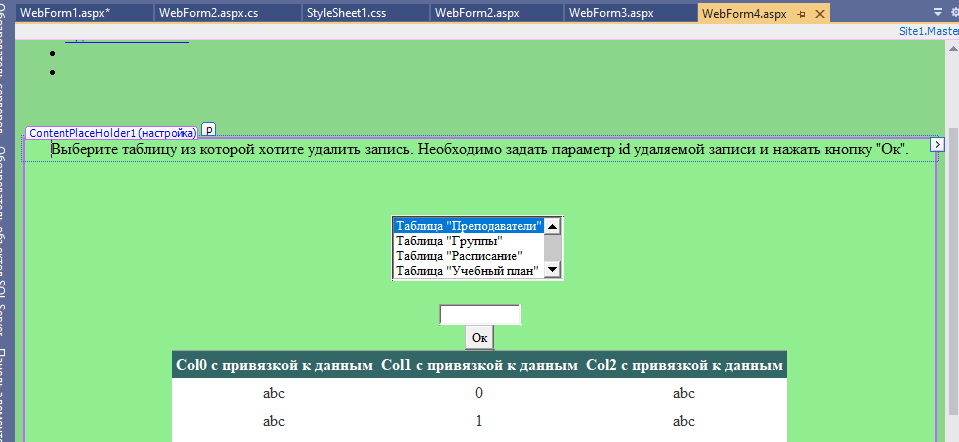 WebForm1.aspx* WebForm2.aspx.cs StyleSheet1.css WebForm2.aspx WebForm3.aspx WebForm4.aspx
Site1.Master
ContentPlaceHolder1 (настройка) p
Выберите таблицу из которой хотите удалить запись. Необходимо задать параметр id удаляемой записи и нажать кнопку "Ок".
Таблица "Преподаватели"
Таблица "Группы"
Таблица "Расписание"
Таблица "Учебный план"
Ок
Col0 с привязкой к данным Col1 с привязкой к данным Col2 с привязкой к данным
abc 0 abc
abc 1 abc